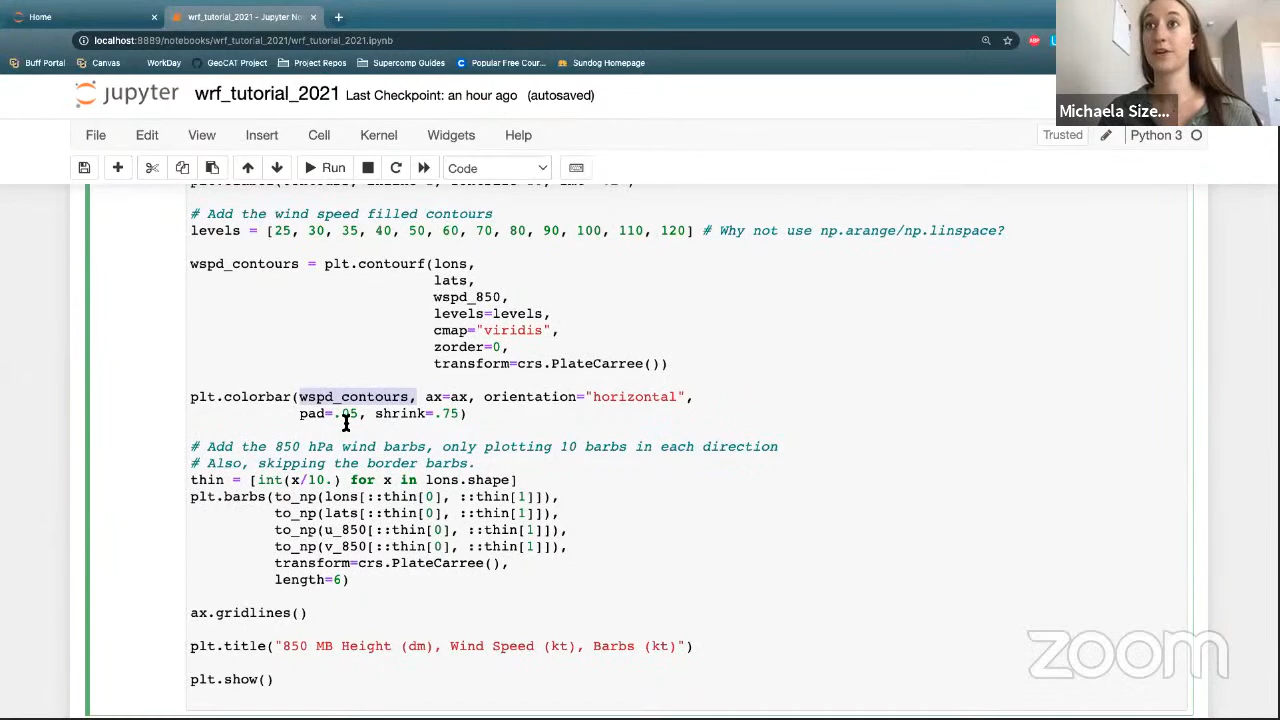 Home
wrf_tutorial_2021 - Jupyter No
localhost:8889/notebooks/wrf_tutorial_2021/wrf_tutorial_2021.ipynb
Buff Portal Canvas WorkDay GeoCAT Project Project Repos Supercomp Guides Popular Free Cour... Sundog Homepage
jupyter wrf_tutorial_2021 Last Checkpoint: an hour ago (autosaved)
Michaela Size...
File Edit View Insert Cell Kernel Widgets Help Trusted Python 3
Run Code
# Add the wind speed filled contours
levels = [25, 30, 35, 40, 50, 60, 70, 80, 90, 100, 110, 120] # Why not use np.arange/np.linspace?
wspd_contours = plt.contourf(lons,
lats,
wspd_850,
levels=levels,
cmap="viridis",
zorder=0,
transform=crs.PlateCarree())
plt.colorbar(wspd_contours, ax=ax, orientation="horizontal",
pad=.05, shrink=.75)
# Add the 850 hPa wind barbs, only plotting 10 barbs in each direction
# Also, skipping the border barbs.
thin = [int(x/10.) for x in lons.shape]
plt.barbs(to_np(lons[::thin[0], ::thin[1]]),
to_np(lats[::thin[0], ::thin[1]]),
to_np(u_850[::thin[0], ::thin[1]]),
to_np(v_850[::thin[0], ::thin[1]]),
transform=crs.PlateCarree(),
length=6)
ax.gridlines()
plt.title("850 MB Height (dm), Wind Speed (kt), Barbs (kt)")
plt.show()
zoom